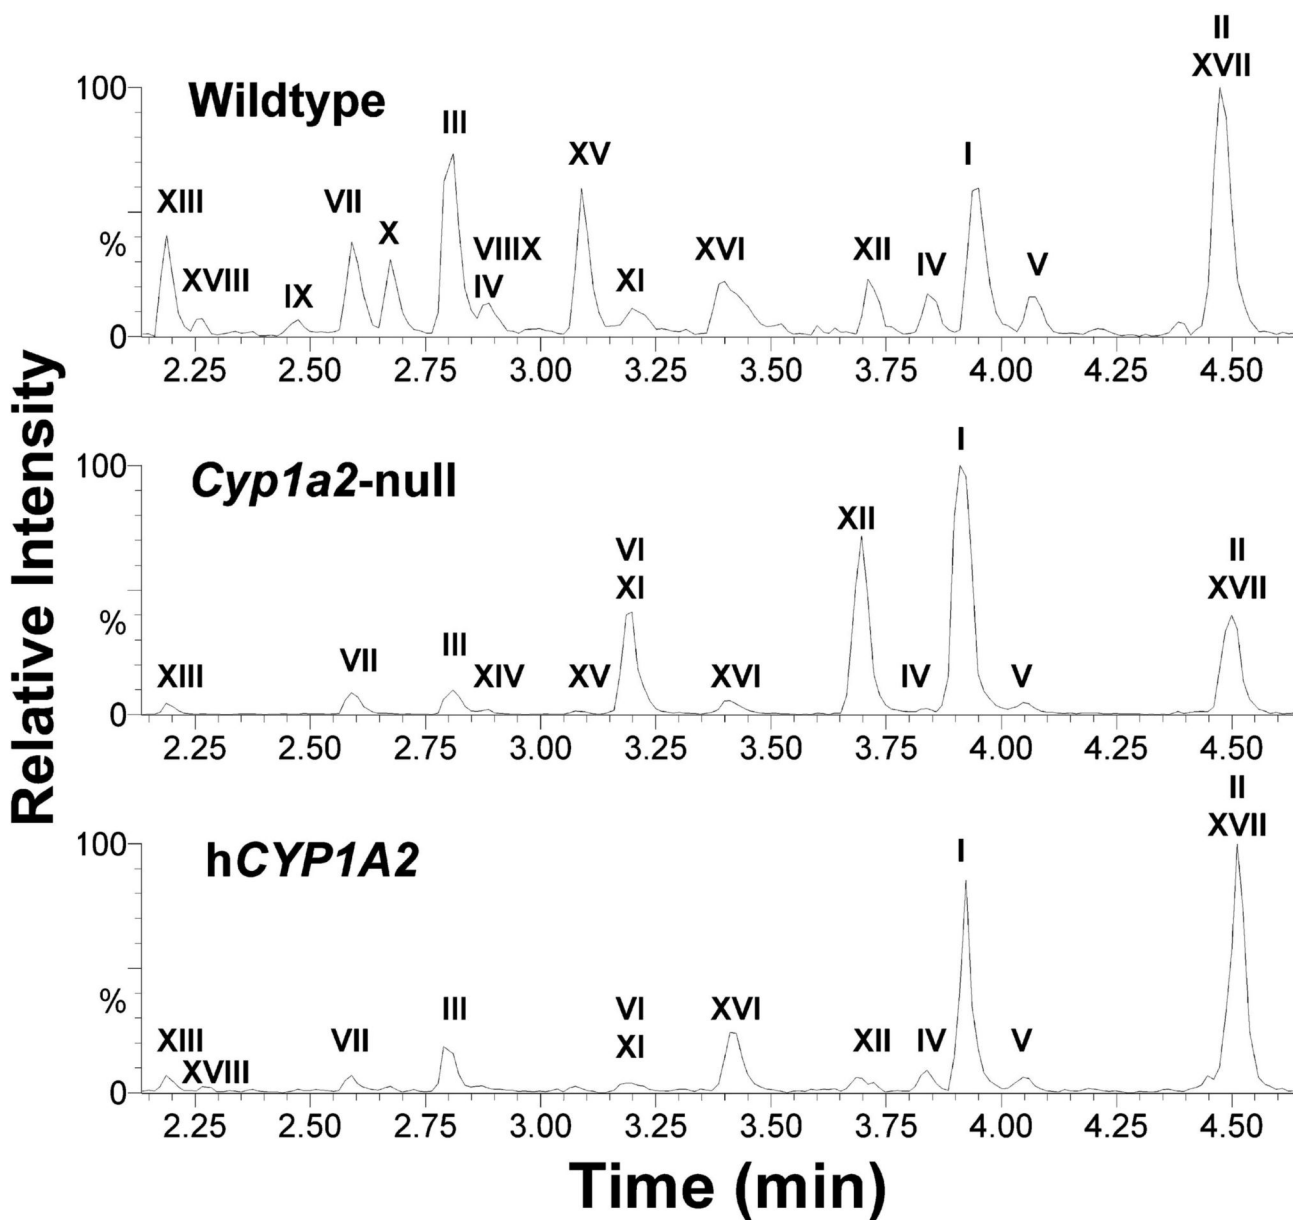 Relative Intensity
II
XVII
100
Wildtype
III
XV
I
XIII
VII
X
VIIIX
XVI
XII
IV
V
%
XVIII
IX
IV
XI
0
2.25 2.50 2.75 3.00 3.25 3.50 3.75 4.00 4.25 4.50
I
100
Cyp1a2-null
XII
VI
XI
II
XVII
%
XIII
VII
III
XIV
XV
XVI
IV
V
0
2.25 2.50 2.75 3.00 3.25 3.50 3.75 4.00 4.25 4.50
II
XVII
100
hCYP1A2
I
%
III
VI
XI
XVI
XIII
XVIII
VII
XII
IV
V
0
2.25 2.50 2.75 3.00 3.25 3.50 3.75 4.00 4.25 4.50
Time (min)